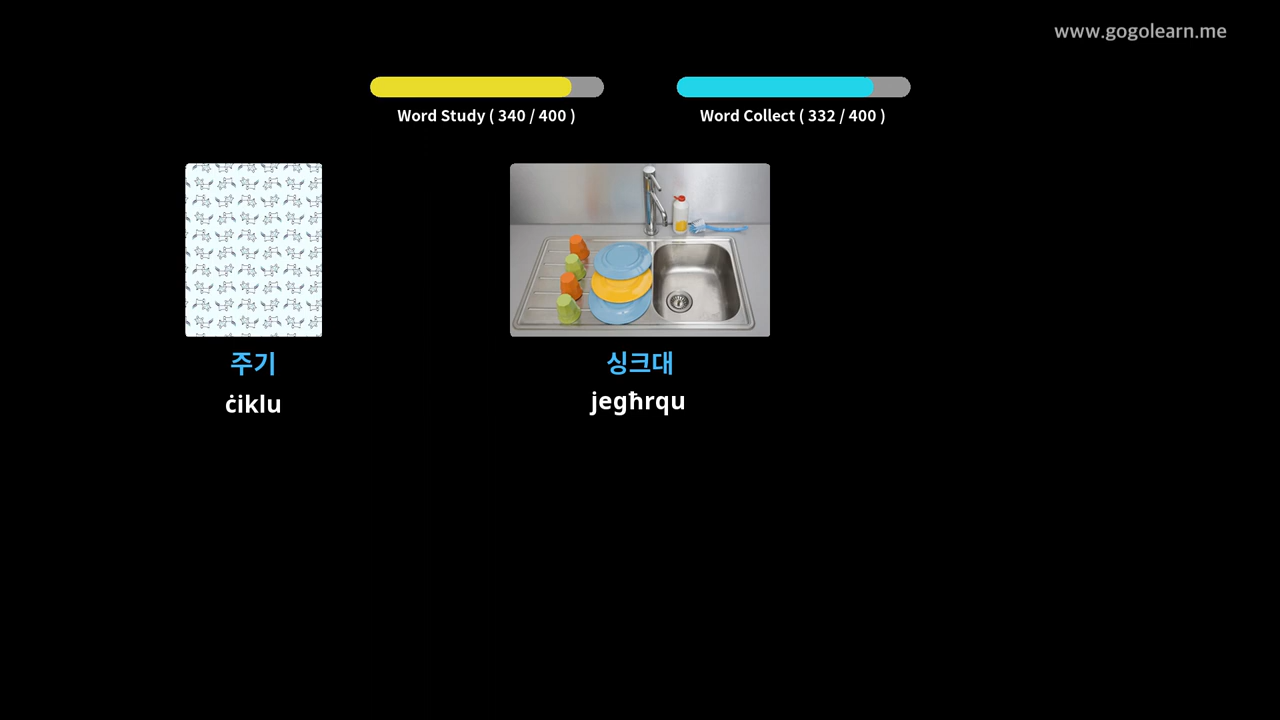 www.gogolearn.me
Word Study ( 340 / 400 )
Word Collect ( 332 / 400 )
주기
싱크대
ċiklu
jegħrqu